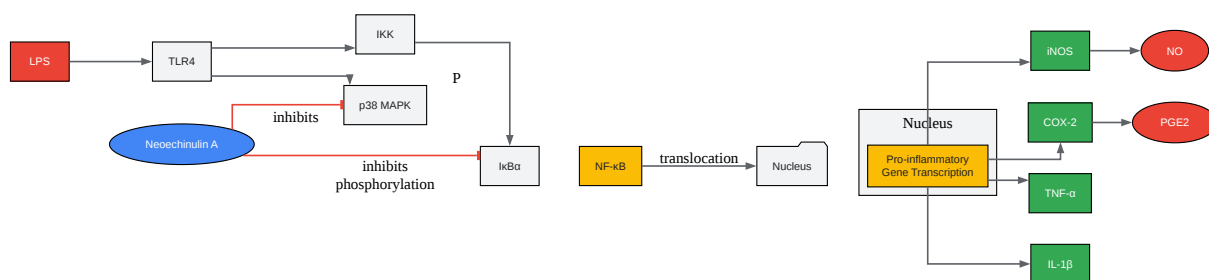 LPS
TLR4
IKK
P
p38 MAPK
inhibits
Neoechinulin A
inhibits
phosphorylation
IκBα
NF-κB
translocation
Nucleus
Nucleus
Pro-inflammatory
Gene Transcription
iNOS
NO
COX-2
PGE2
TNF-α
IL-1β